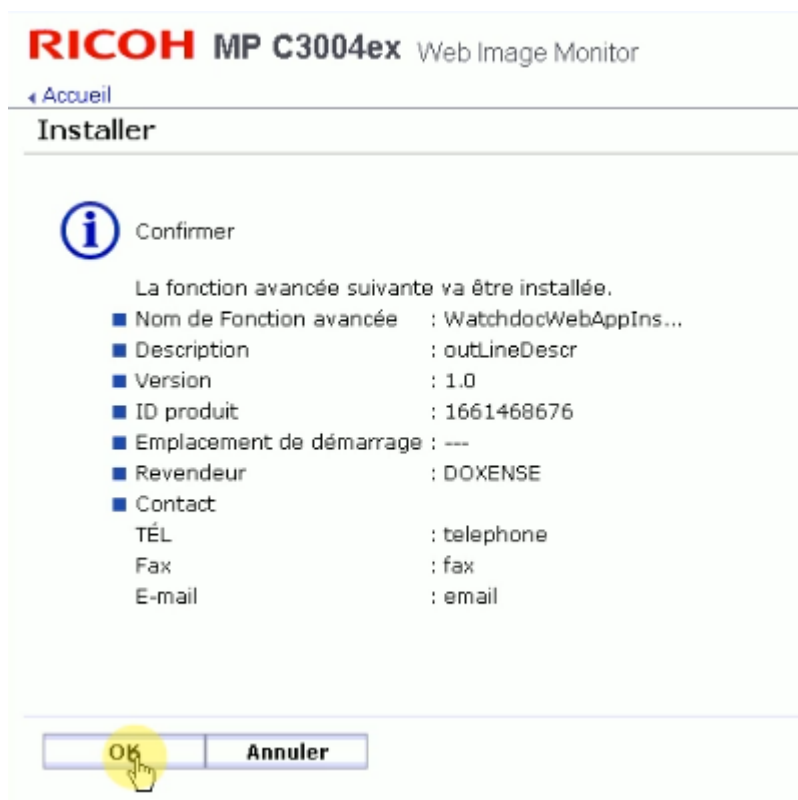 RICOH MP C3004ex Web Image Monitor
Accueil
Installer
Confirmer
La fonction avancée suivante va être installée.
Nom de Fonction avancée : WatchdocWebAppIns...
Description : outLineDescr
Version : 1.0
ID produit : 1661468676
Emplacement de démarrage : ---
Revendeur : DOXENSE
Contact
TÉL : telephone
Fax : fax
E-mail : email
OK Annuler